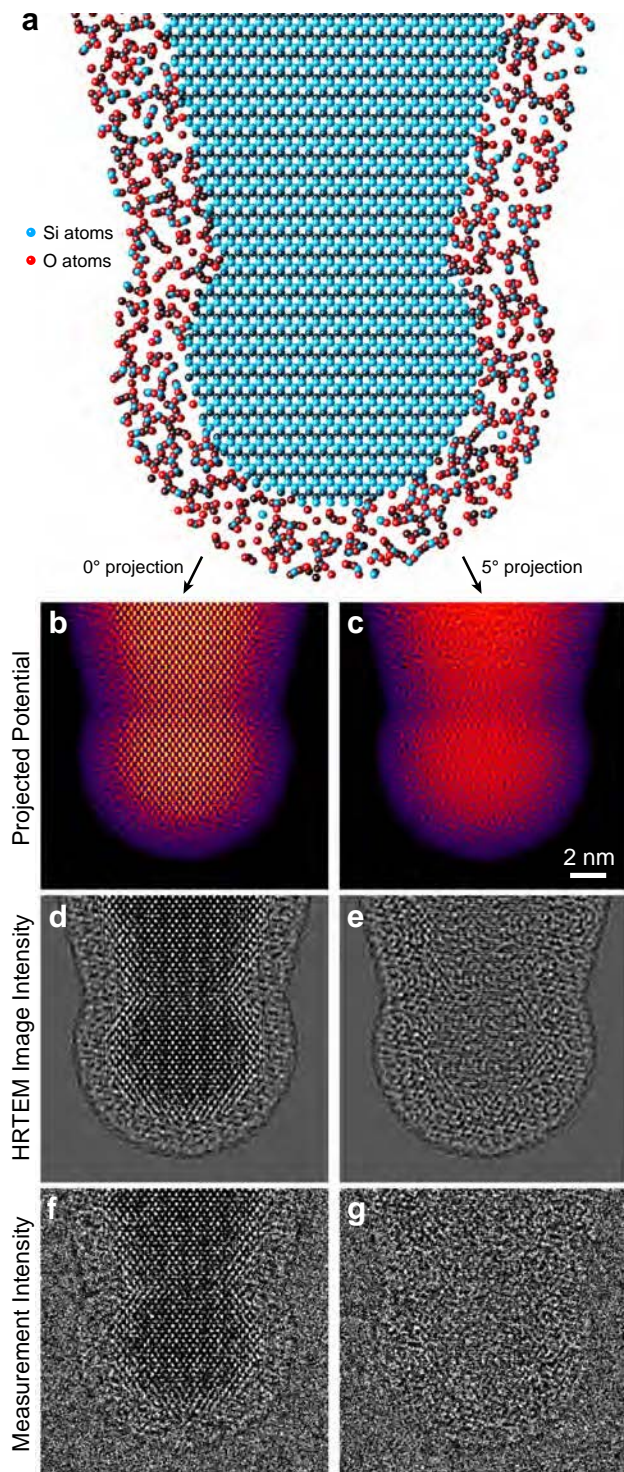 a
Si atoms
O atoms
0° projection
5° projection
Projected Potential
b
c
2 nm
HRTEM Image Intensity
d
e
Measurement Intensity
f
g